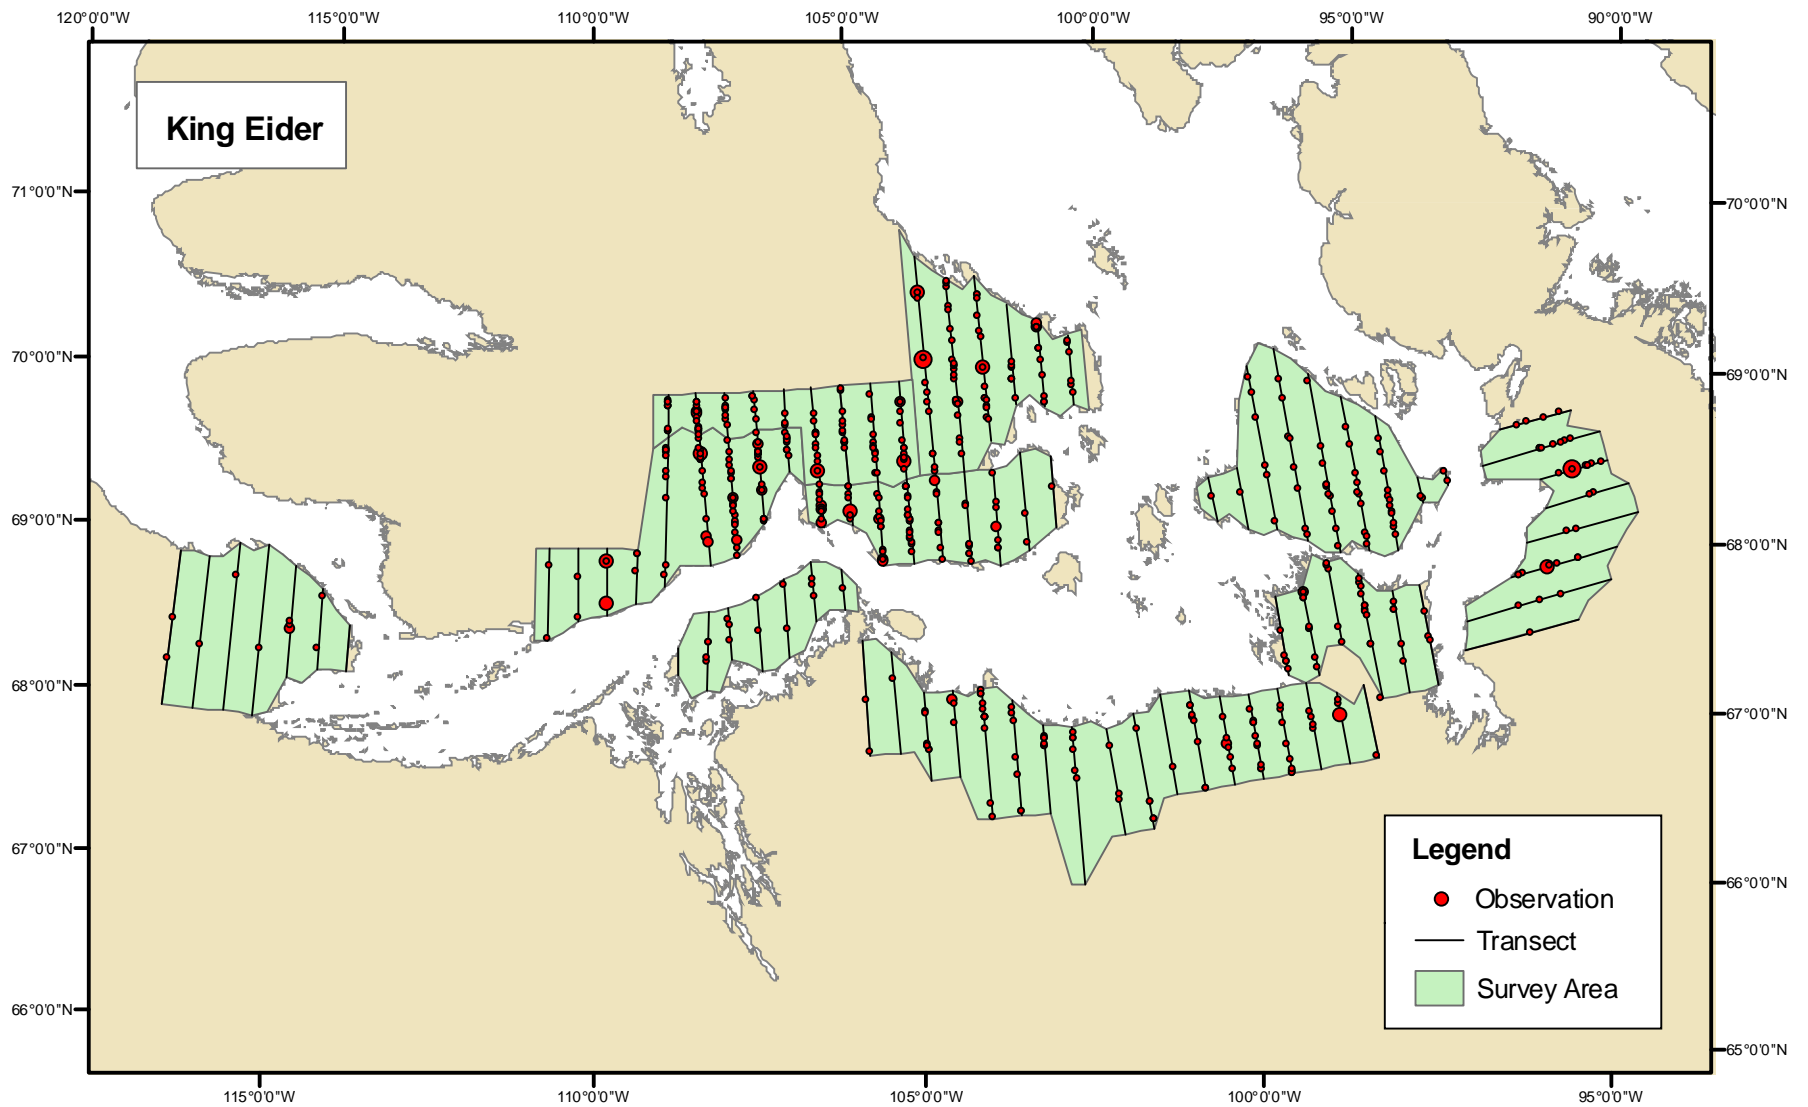 120°0'0"W 115°0'0"W 110°0'0"W 105°0'0"W 100°0'0"W 95°0'0"W 90°0'0"W
King Eider
71°0'0"N
70°0'0"N
70°0'0"N
69°0'0"N
69°0'0"N
68°0'0"N
68°0'0"N
67°0'0"N
67°0'0"N
66°0'0"N
66°0'0"N
65°0'0"N
Legend
Observation
Transect
Survey Area
115°0'0"W 110°0'0"W 105°0'0"W 100°0'0"W 95°0'0"W